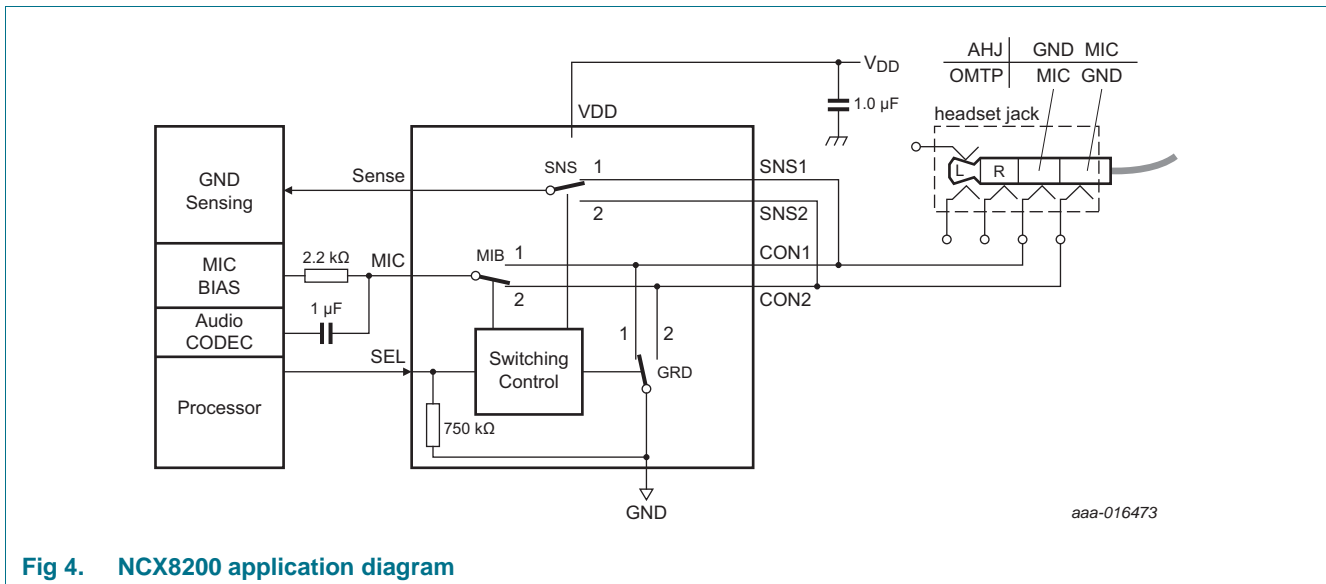 AHJ GND MIC
OMTP MIC GND
VDD
1.0 µF
headset jack
L R
VDD
GND
Sensing
Sense
SNS 1
2
SNS1
SNS2
MIC
BIAS
2.2 kΩ
MIC
MIB 1
2
CON1
CON2
Audio
CODEC
1 µF
1 2
GRD
SEL
Switching
Control
Processor
750 kΩ
GND
aaa-016473
Fig 4. NCX8200 application diagram